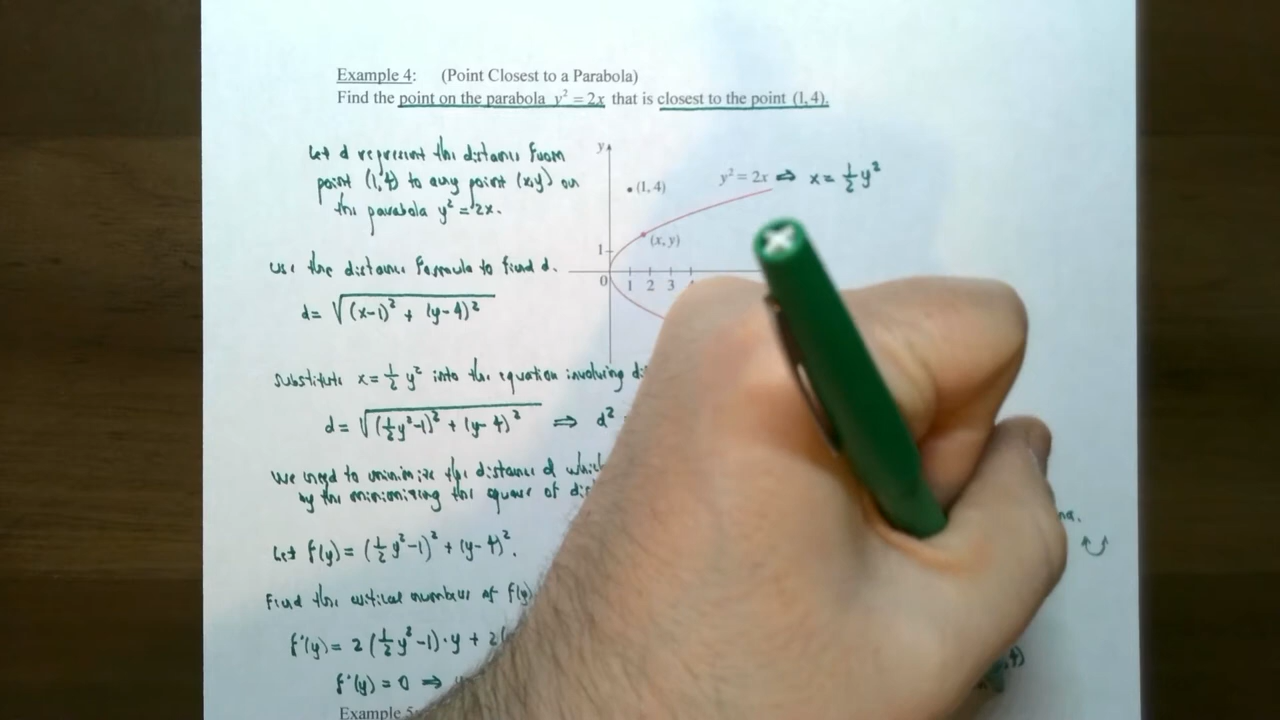 Example 4: (Point Closest to a Parabola)
Find the point on the parabola y² = 2x that is closest to the point (1, 4).
Let d represent the distance from
point (1,4) to any point (x,y) on
the parabola y² = 2x.
y
(1, 4)
y² = 2x ⇒ x = ½y²
(x, y)
1
0 1 2 3
Use the distance formula to find d.
d = √((x-1)² + (y-4)²)
Substitute x = ½ y² into the equation involving
d = √((½y²-1)² + (y-4)²) ⇒ d²
We need to minimize the distance d
by the minimizing the square of
Let f(y) = (½y²-1)² + (y-4)².
Find the critical numbers of f(y)
f'(y) = 2(½y²-1)·y + 2(
f'(y) = 0 ⇒
Example 5